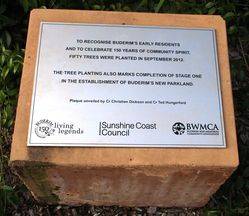 TO RECOGNISE BUDERIM'S EARLY RESIDENTS
AND TO CELEBRATE 150 YEARS OF COMMUNITY SPIRIT,
FIFTY TREES WERE PLANTED IN SEPTEMBER 2012.
THE TREE PLANTING ALSO MARKS COMPLETION OF STAGE ONE
IN THE ESTABLISHMENT OF BUDERIM'S NEW PARKLAND.
Plaque unveiled by Cr Christian Dickson and Cr Ted Hungerford
BUDERIM
150
living
legends
Sunshine Coast
Council
BWMCA